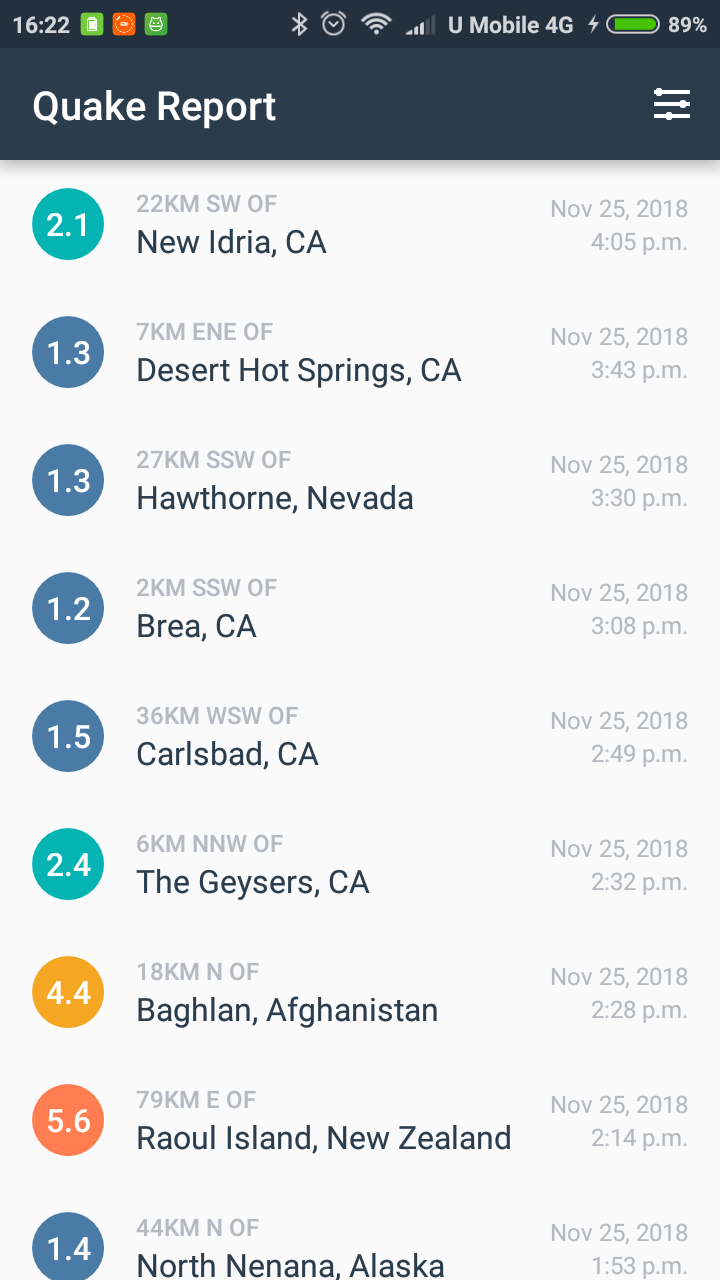 16:22 U Mobile 4G 89%
Quake Report
2.1 22KM SW OF Nov 25, 2018
New Idria, CA 4:05 p.m.
1.3 7KM ENE OF Nov 25, 2018
Desert Hot Springs, CA 3:43 p.m.
1.3 27KM SSW OF Nov 25, 2018
Hawthorne, Nevada 3:30 p.m.
1.2 2KM SSW OF Nov 25, 2018
Brea, CA 3:08 p.m.
1.5 36KM WSW OF Nov 25, 2018
Carlsbad, CA 2:49 p.m.
2.4 6KM NNW OF Nov 25, 2018
The Geysers, CA 2:32 p.m.
4.4 18KM N OF Nov 25, 2018
Baghlan, Afghanistan 2:28 p.m.
5.6 79KM E OF Nov 25, 2018
Raoul Island, New Zealand 2:14 p.m.
1.4 44KM N OF Nov 25, 2018
North Nenana, Alaska 1:53 p.m.